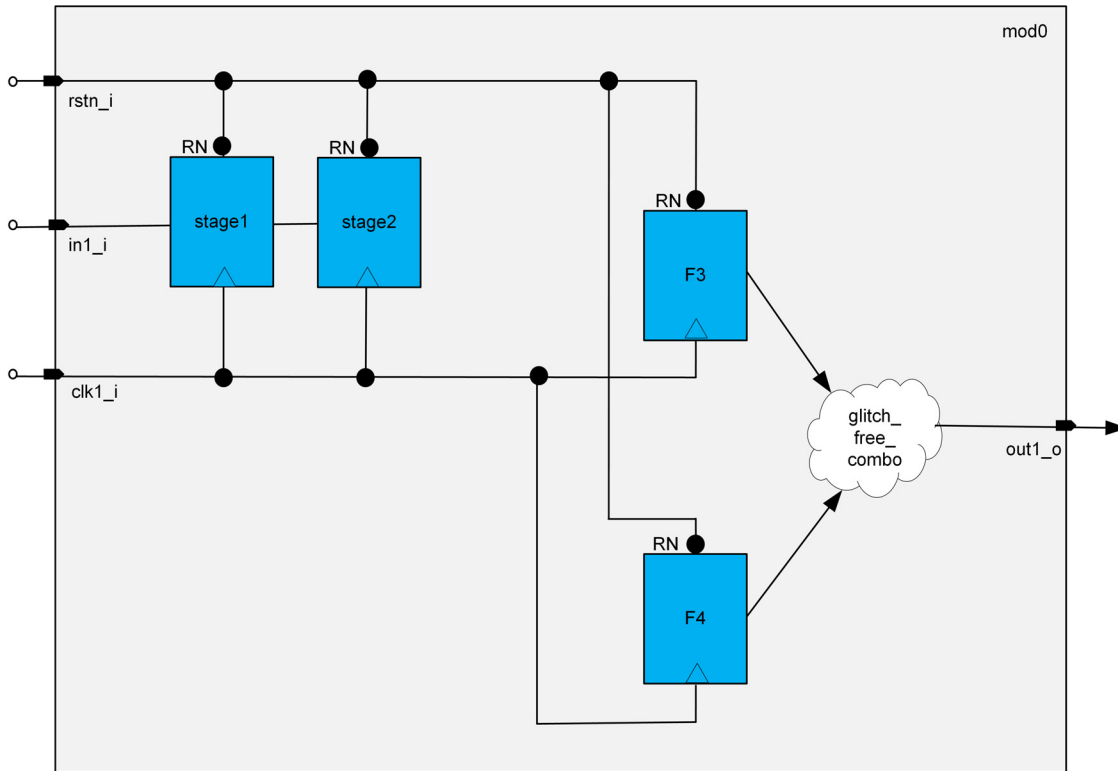 mod0
rstn_i
RN
RN
stage1
stage2
in1_i
RN
F3
clk1_i
glitch_
free_
combo
out1_o
RN
F4